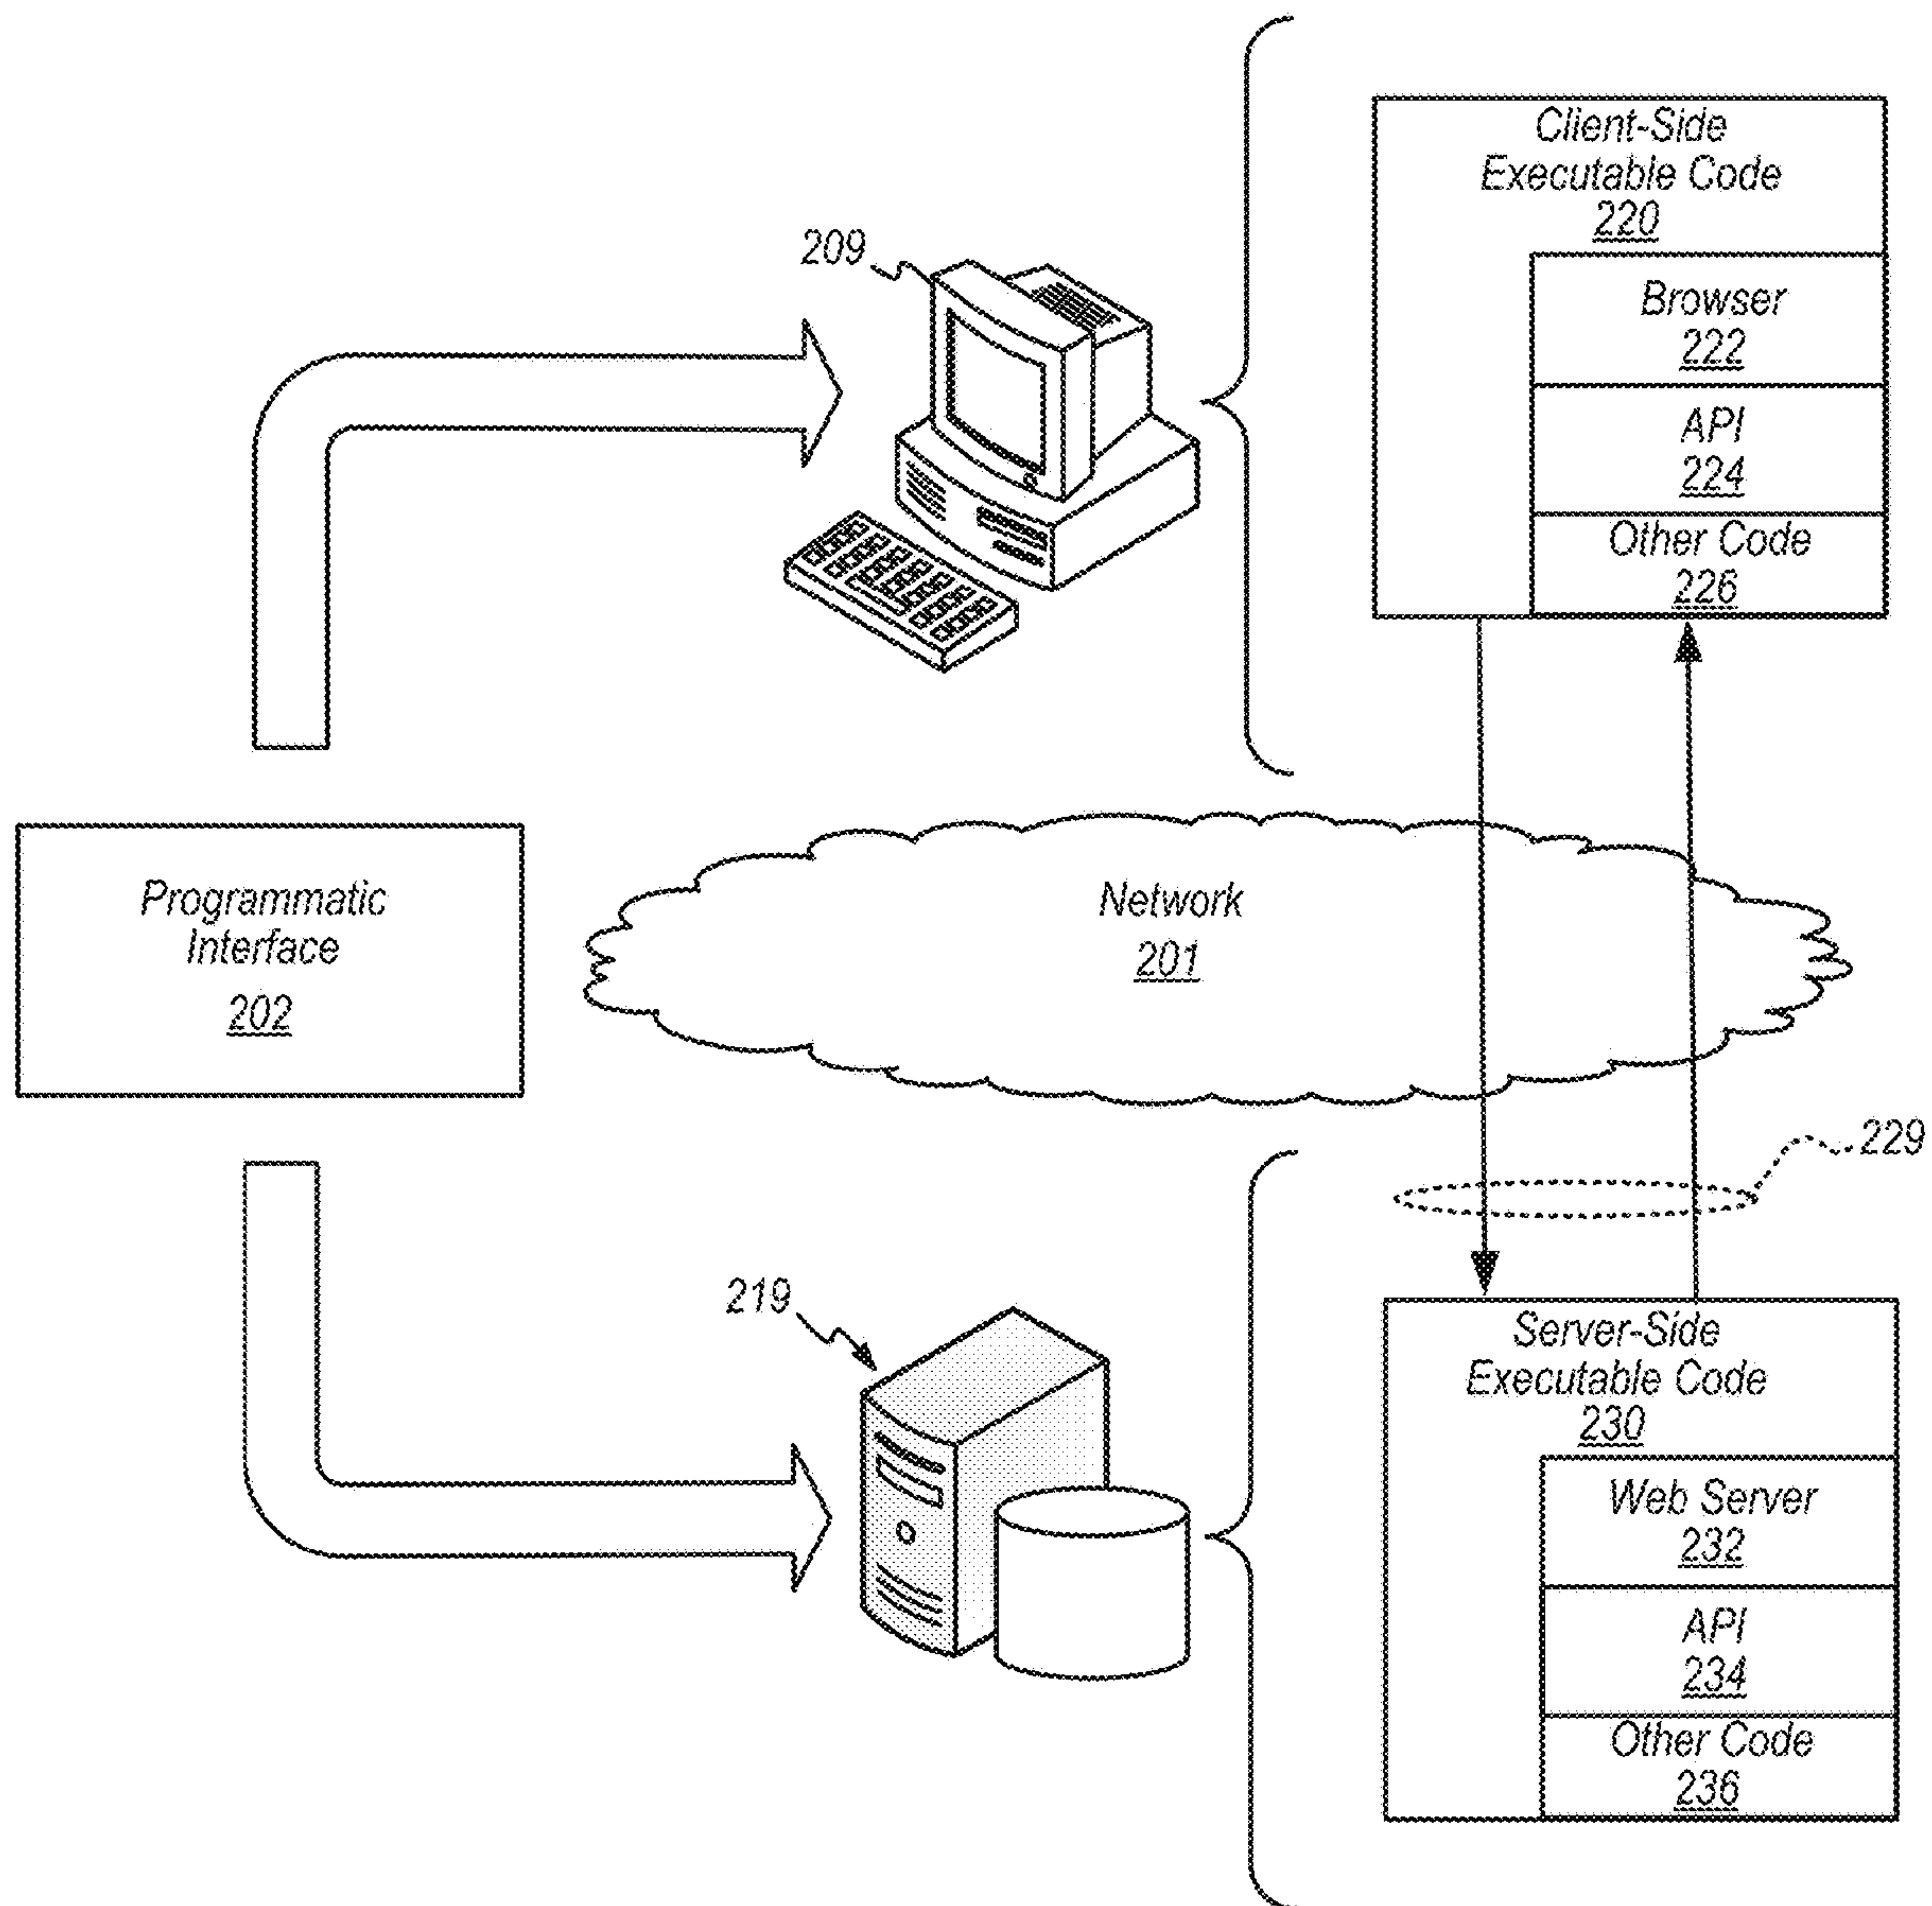 Client-Side
Executable Code
220
209
Browser
222
API
224
Other Code
226
Programmatic
Interface
202
Network
201
229
219
Server-Side
Executable Code
230
Web Server
232
API
234
Other Code
236